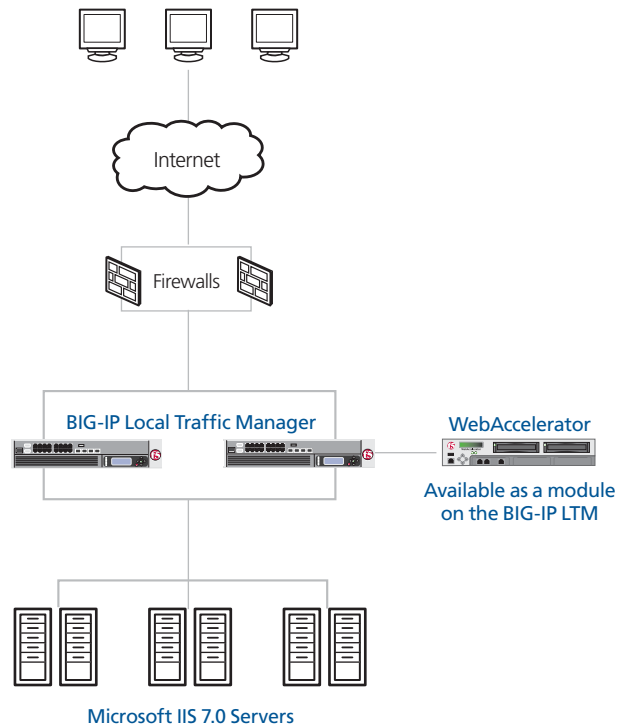 Internet
Firewalls
BIG-IP Local Traffic Manager
WebAccelerator
Available as a module
on the BIG-IP LTM
Microsoft IIS 7.0 Servers